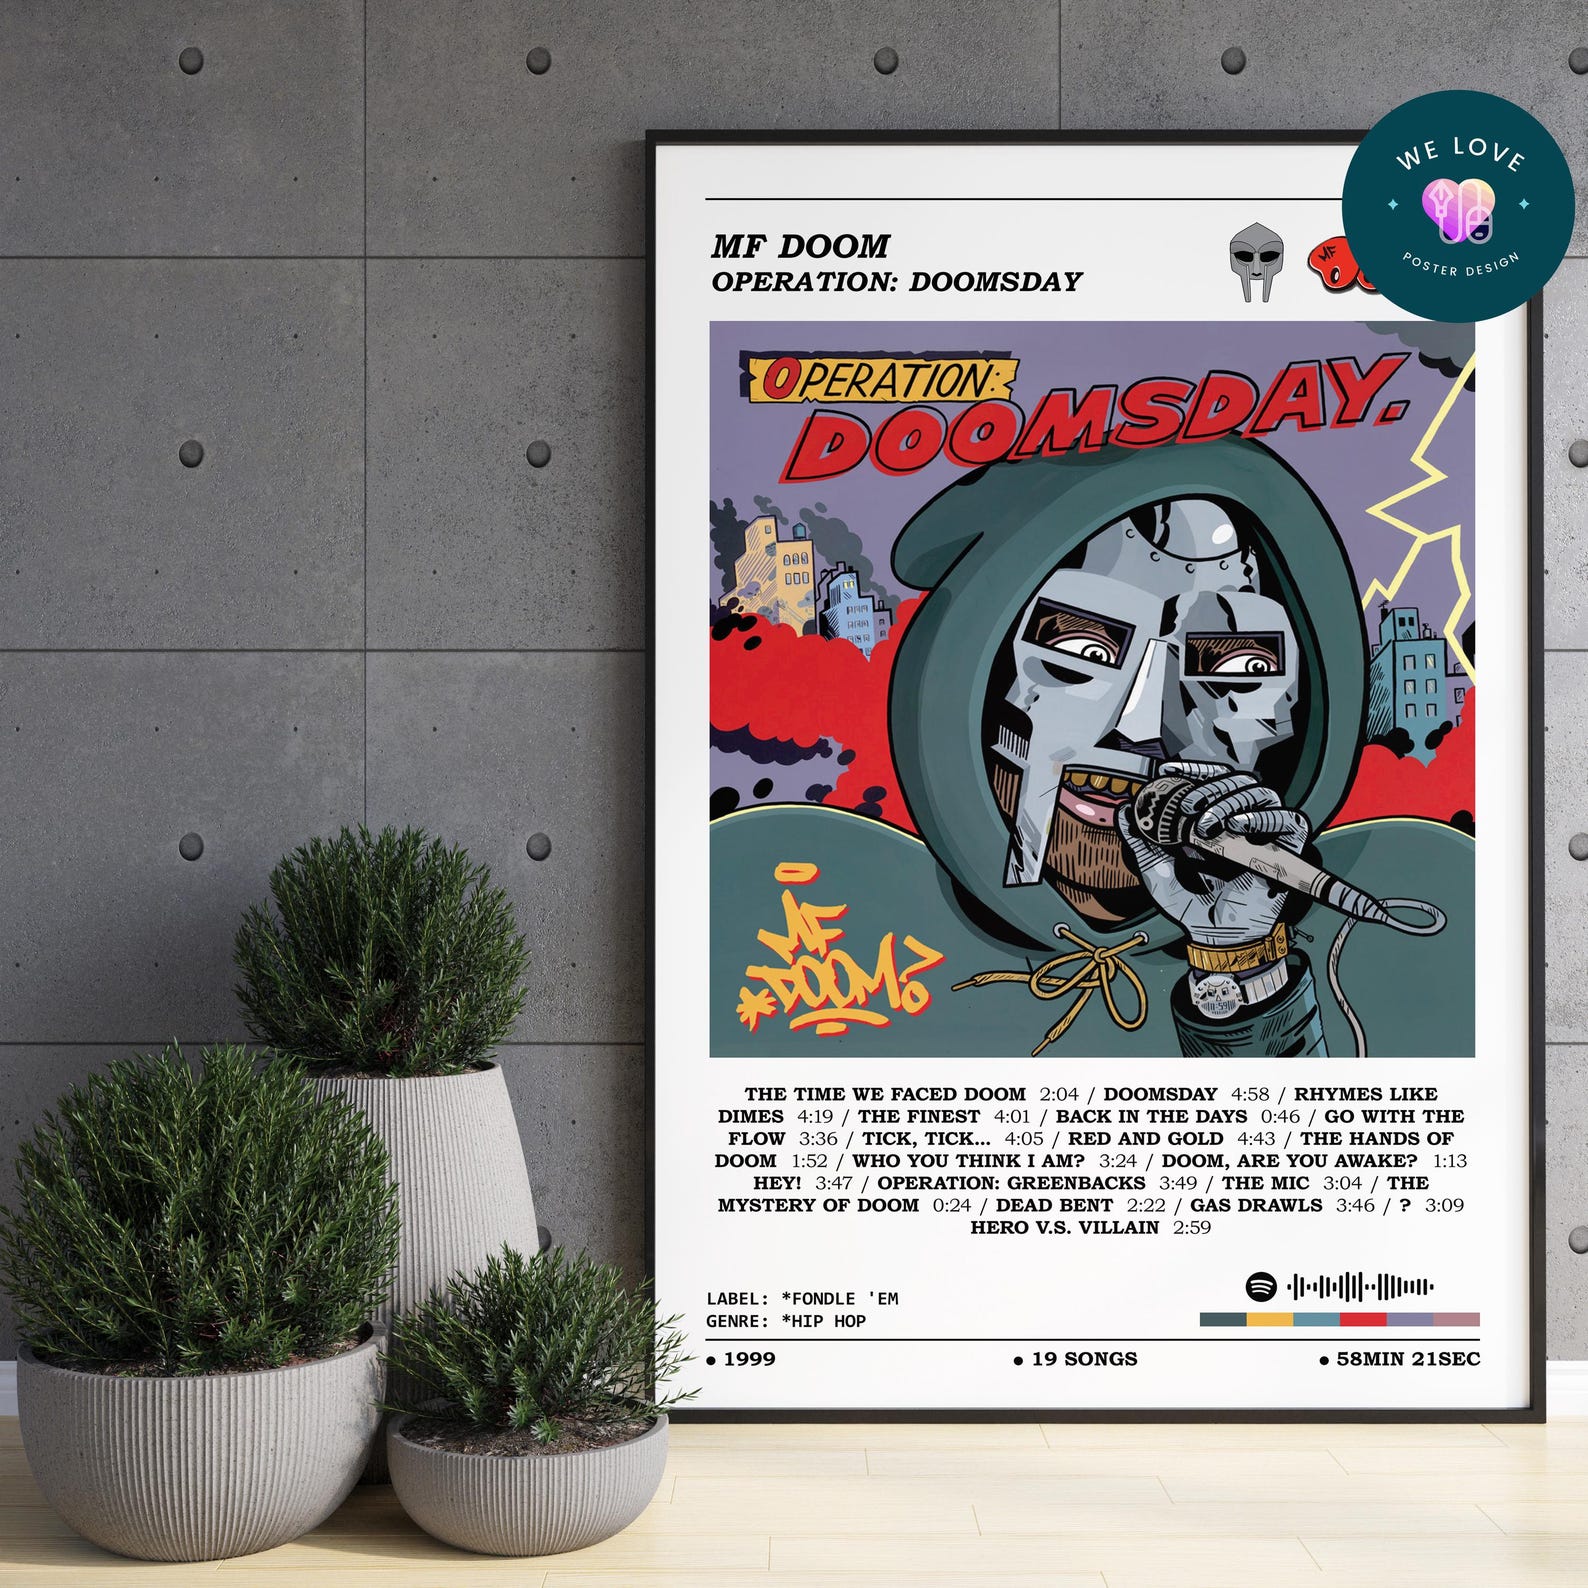 WE LOVE
POSTER DESIGN
MF DOOM
OPERATION: DOOMSDAY
MF
OPERATION:
DOOMSDAY.
MF
DOOM?
THE TIME WE FACED DOOM 2:04 / DOOMSDAY 4:58 / RHYMES LIKE
DIMES 4:19 / THE FINEST 4:01 / BACK IN THE DAYS 0:46 / GO WITH THE
FLOW 3:36 / TICK, TICK... 4:05 / RED AND GOLD 4:43 / THE HANDS OF
DOOM 1:52 / WHO YOU THINK I AM? 3:24 / DOOM, ARE YOU AWAKE? 1:13
HEY! 3:47 / OPERATION: GREENBACKS 3:49 / THE MIC 3:04 / THE
MYSTERY OF DOOM 0:24 / DEAD BENT 2:22 / GAS DRAWLS 3:46 / ? 3:09
HERO V.S. VILLAIN 2:59
LABEL: *FONDLE 'EM
GENRE: *HIP HOP
• 1999
• 19 SONGS
• 58MIN 21SEC